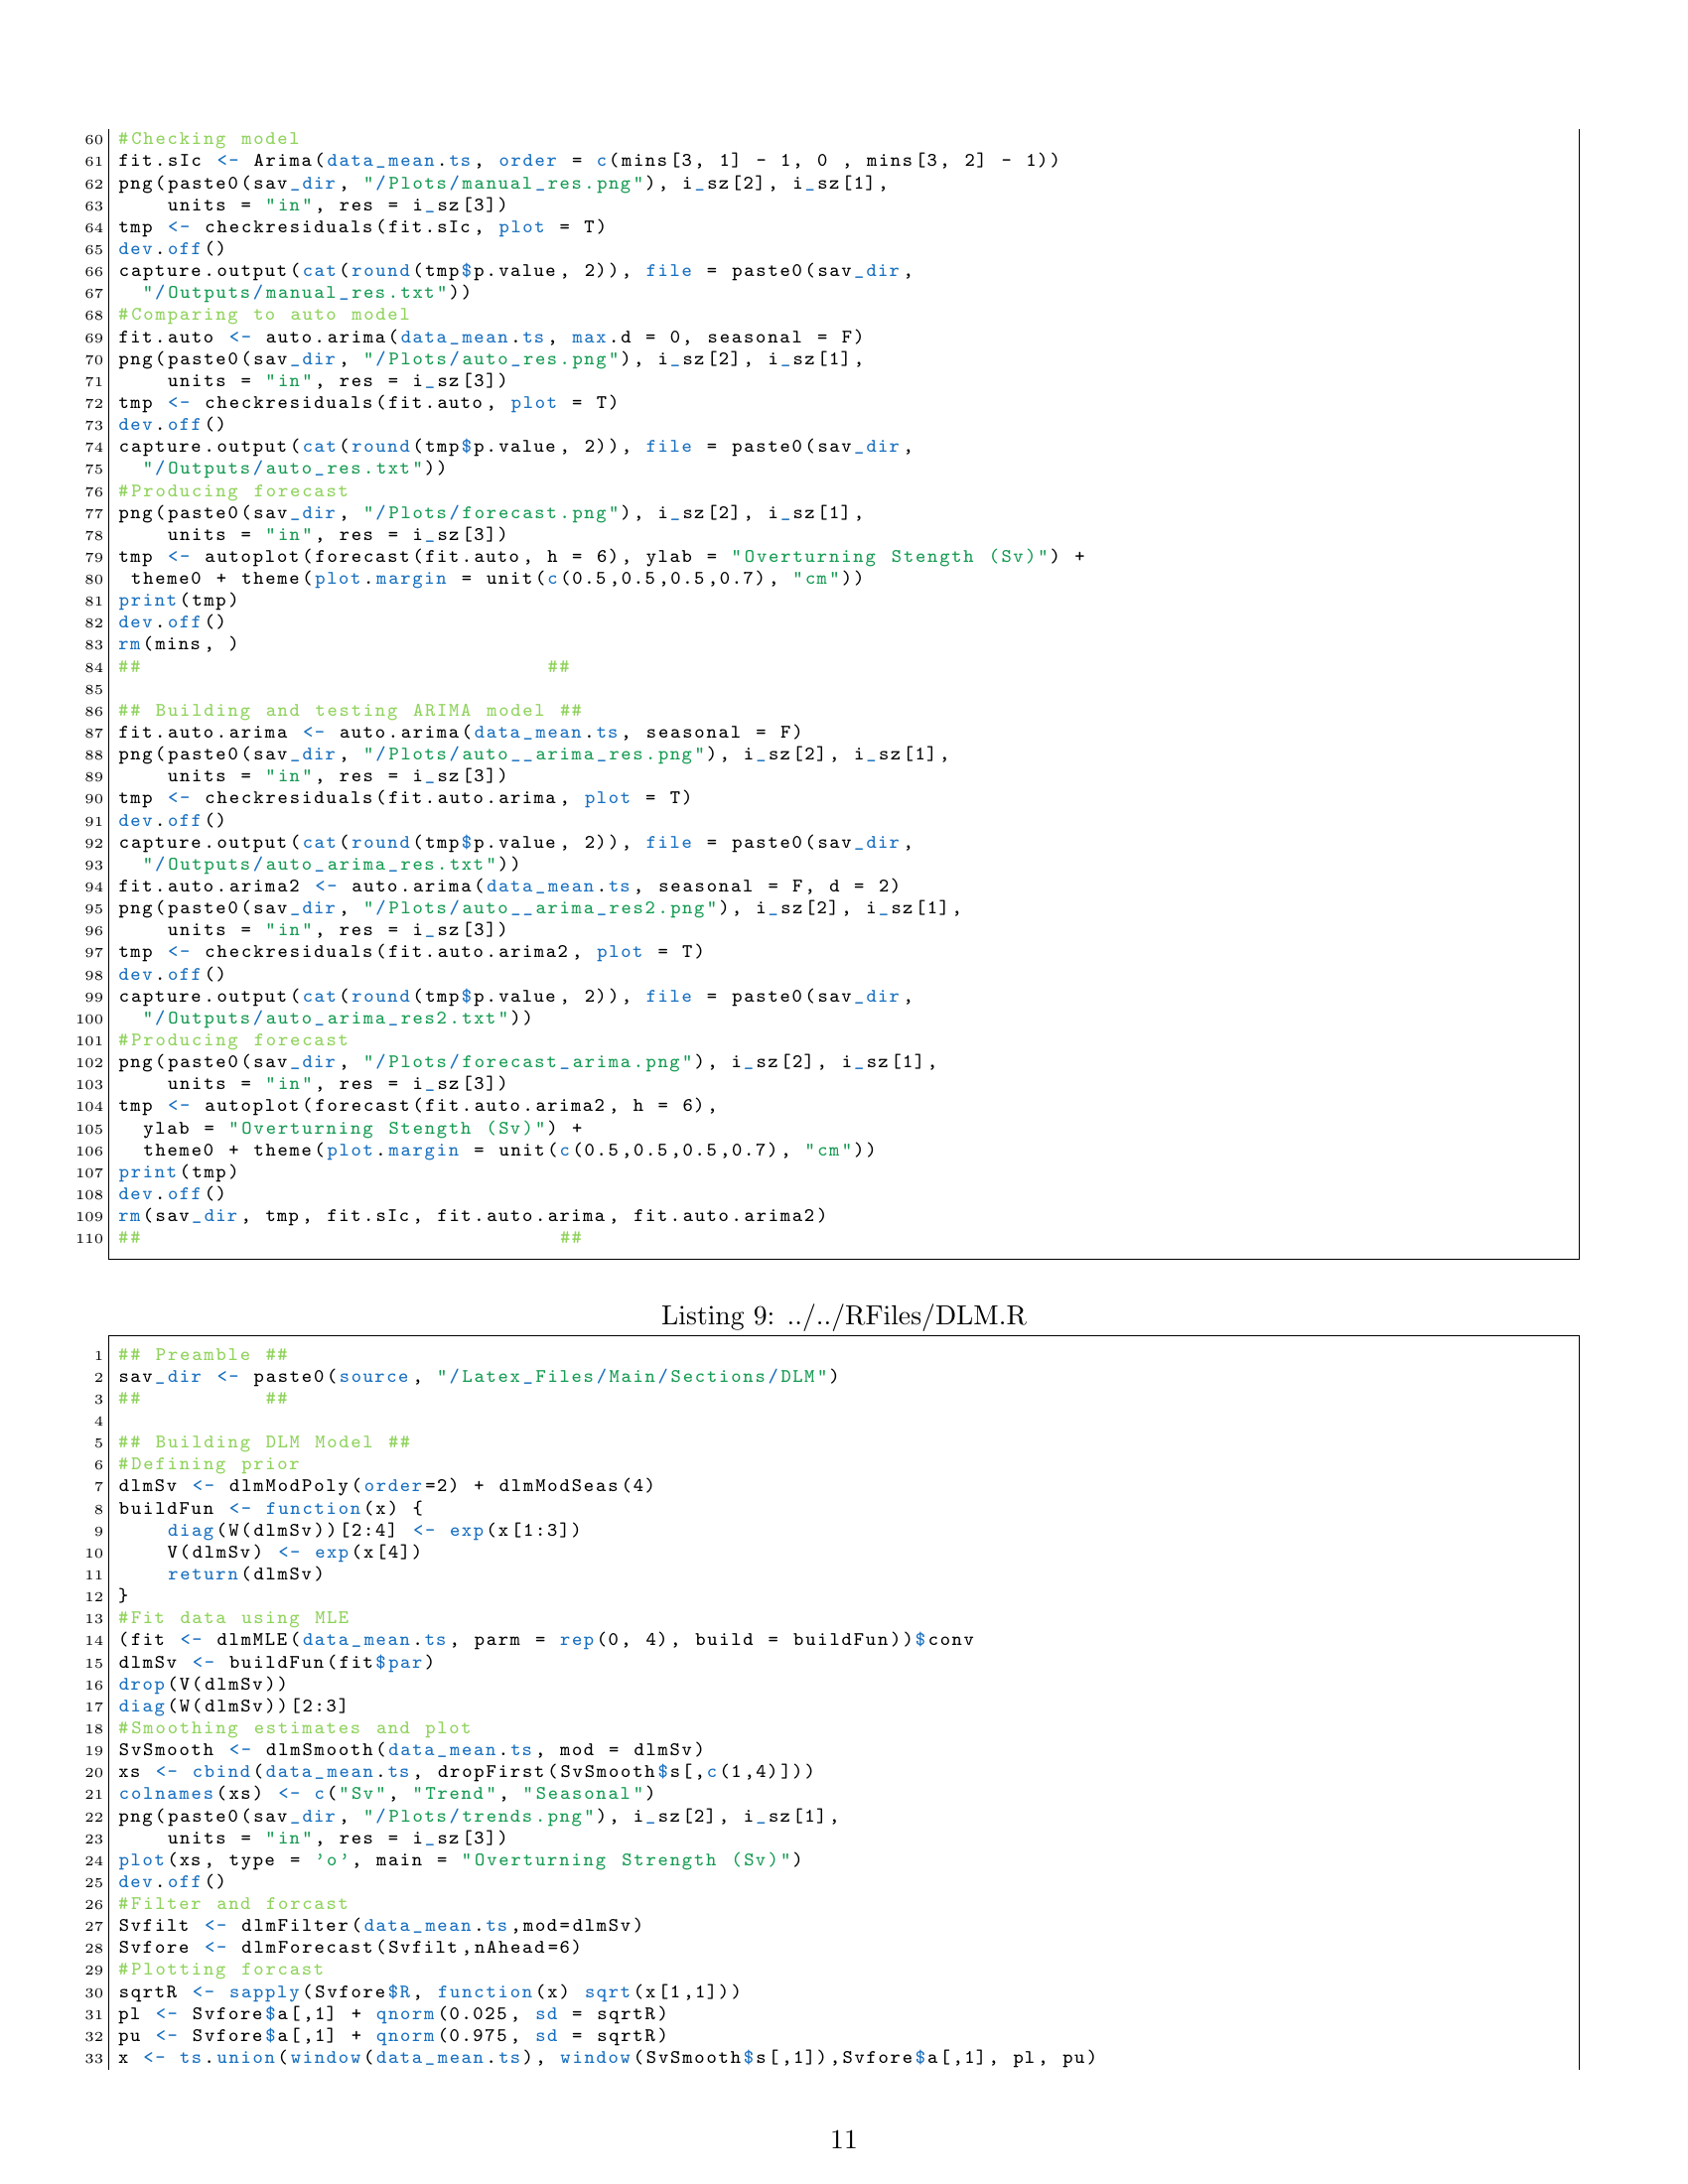 60 #Checking model
61 fit.sIc <- Arima(data_mean.ts, order = c(mins[3, 1] - 1, 0 , mins[3, 2] - 1))
62 png(paste0(sav_dir, "/Plots/manual_res.png"), i_sz[2], i_sz[1],
63     units = "in", res = i_sz[3])
64 tmp <- checkresiduals(fit.sIc, plot = T)
65 dev.off()
66 capture.output(cat(round(tmp$p.value, 2)), file = paste0(sav_dir,
67   "/Outputs/manual_res.txt"))
68 #Comparing to auto model
69 fit.auto <- auto.arima(data_mean.ts, max.d = 0, seasonal = F)
70 png(paste0(sav_dir, "/Plots/auto_res.png"), i_sz[2], i_sz[1],
71     units = "in", res = i_sz[3])
72 tmp <- checkresiduals(fit.auto, plot = T)
73 dev.off()
74 capture.output(cat(round(tmp$p.value, 2)), file = paste0(sav_dir,
75   "/Outputs/auto_res.txt"))
76 #Producing forecast
77 png(paste0(sav_dir, "/Plots/forecast.png"), i_sz[2], i_sz[1],
78     units = "in", res = i_sz[3])
79 tmp <- autoplot(forecast(fit.auto, h = 6), ylab = "Overturning Stength (Sv)") +
80  theme0 + theme(plot.margin = unit(c(0.5,0.5,0.5,0.7), "cm"))
81 print(tmp)
82 dev.off()
83 rm(mins, )
84 ##                                 ##
85
86 ## Building and testing ARIMA model ##
87 fit.auto.arima <- auto.arima(data_mean.ts, seasonal = F)
88 png(paste0(sav_dir, "/Plots/auto__arima_res.png"), i_sz[2], i_sz[1],
89     units = "in", res = i_sz[3])
90 tmp <- checkresiduals(fit.auto.arima, plot = T)
91 dev.off()
92 capture.output(cat(round(tmp$p.value, 2)), file = paste0(sav_dir,
93   "/Outputs/auto_arima_res.txt"))
94 fit.auto.arima2 <- auto.arima(data_mean.ts, seasonal = F, d = 2)
95 png(paste0(sav_dir, "/Plots/auto__arima_res2.png"), i_sz[2], i_sz[1],
96     units = "in", res = i_sz[3])
97 tmp <- checkresiduals(fit.auto.arima2, plot = T)
98 dev.off()
99 capture.output(cat(round(tmp$p.value, 2)), file = paste0(sav_dir,
100   "/Outputs/auto_arima_res2.txt"))
101 #Producing forecast
102 png(paste0(sav_dir, "/Plots/forecast_arima.png"), i_sz[2], i_sz[1],
103     units = "in", res = i_sz[3])
104 tmp <- autoplot(forecast(fit.auto.arima2, h = 6),
105   ylab = "Overturning Stength (Sv)") +
106   theme0 + theme(plot.margin = unit(c(0.5,0.5,0.5,0.7), "cm"))
107 print(tmp)
108 dev.off()
109 rm(sav_dir, tmp, fit.sIc, fit.auto.arima, fit.auto.arima2)
110 ##                                  ##
Listing 9: ../../RFiles/DLM.R
1 ## Preamble ##
2 sav_dir <- paste0(source, "/Latex_Files/Main/Sections/DLM")
3 ##          ##
4
5 ## Building DLM Model ##
6 #Defining prior
7 dlmSv <- dlmModPoly(order=2) + dlmModSeas(4)
8 buildFun <- function(x) {
9     diag(W(dlmSv))[2:4] <- exp(x[1:3])
10     V(dlmSv) <- exp(x[4])
11     return(dlmSv)
12 }
13 #Fit data using MLE
14 (fit <- dlmMLE(data_mean.ts, parm = rep(0, 4), build = buildFun))$conv
15 dlmSv <- buildFun(fit$par)
16 drop(V(dlmSv))
17 diag(W(dlmSv))[2:3]
18 #Smoothing estimates and plot
19 SvSmooth <- dlmSmooth(data_mean.ts, mod = dlmSv)
20 xs <- cbind(data_mean.ts, dropFirst(SvSmooth$s[,c(1,4)]))
21 colnames(xs) <- c("Sv", "Trend", "Seasonal")
22 png(paste0(sav_dir, "/Plots/trends.png"), i_sz[2], i_sz[1],
23     units = "in", res = i_sz[3])
24 plot(xs, type = 'o', main = "Overturning Strength (Sv)")
25 dev.off()
26 #Filter and forcast
27 Svfilt <- dlmFilter(data_mean.ts,mod=dlmSv)
28 Svfore <- dlmForecast(Svfilt,nAhead=6)
29 #Plotting forcast
30 sqrtR <- sapply(Svfore$R, function(x) sqrt(x[1,1]))
31 pl <- Svfore$a[,1] + qnorm(0.025, sd = sqrtR)
32 pu <- Svfore$a[,1] + qnorm(0.975, sd = sqrtR)
33 x <- ts.union(window(data_mean.ts), window(SvSmooth$s[,1]),Svfore$a[,1], pl, pu)
11